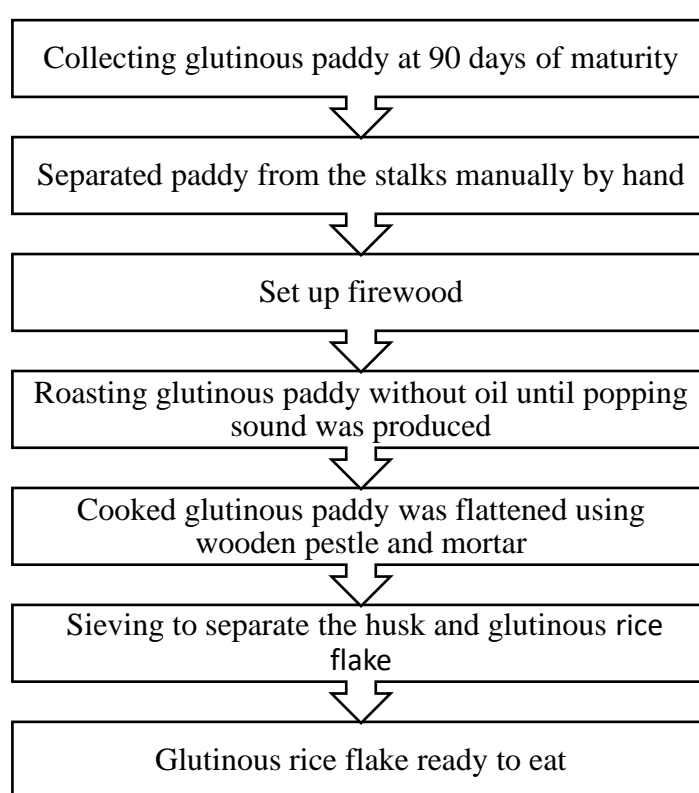 Collecting glutinous paddy at 90 days of maturity
Separated paddy from the stalks manually by hand
Set up firewood
Roasting glutinous paddy without oil until popping
sound was produced
Cooked glutinous paddy was flattened using
wooden pestle and mortar
Sieving to separate the husk and glutinous rice
flake
Glutinous rice flake ready to eat